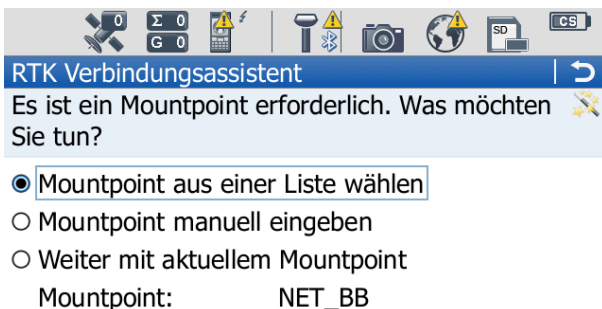 0 Σ 0
G 0
SD
CS
RTK Verbindungsassistent
Es ist ein Mountpoint erforderlich. Was möchten
Sie tun?
Mountpoint aus einer Liste wählen
Mountpoint manuell eingeben
Weiter mit aktuellem Mountpoint
Mountpoint: NET_BB